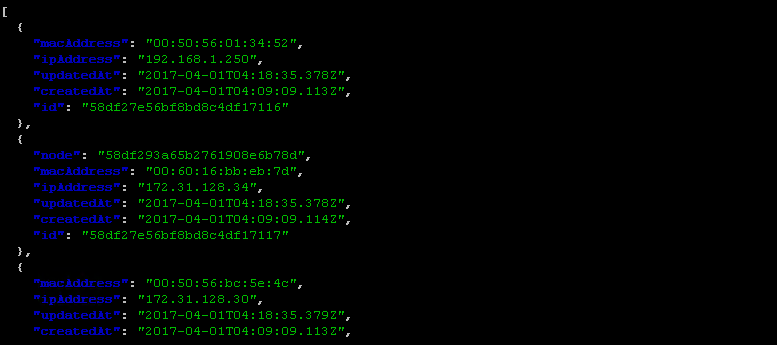 [
  {
    "macAddress": "00:50:56:01:34:52",
    "ipAddress": "192.168.1.250",
    "updatedAt": "2017-04-01T04:18:35.378Z",
    "createdAt": "2017-04-01T04:09:09.113Z",
    "id": "58df27e56bf8bd8c4df17116"
  },
  {
    "node": "58df293a65b2761908e6b78d",
    "macAddress": "00:60:16:bb:eb:7d",
    "ipAddress": "172.31.128.34",
    "updatedAt": "2017-04-01T04:18:35.378Z",
    "createdAt": "2017-04-01T04:09:09.114Z",
    "id": "58df27e56bf8bd8c4df17117"
  },
  {
    "macAddress": "00:50:56:bc:5e:4c",
    "ipAddress": "172.31.128.30",
    "updatedAt": "2017-04-01T04:18:35.379Z",
    "createdAt": "2017-04-01T04:09:09.113Z",